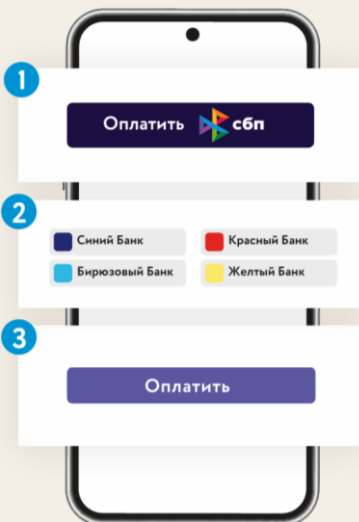 1
Оплатить сбп
2
Синий Банк Красный Банк
Бирюзовый Банк Желтый Банк
3
Оплатить